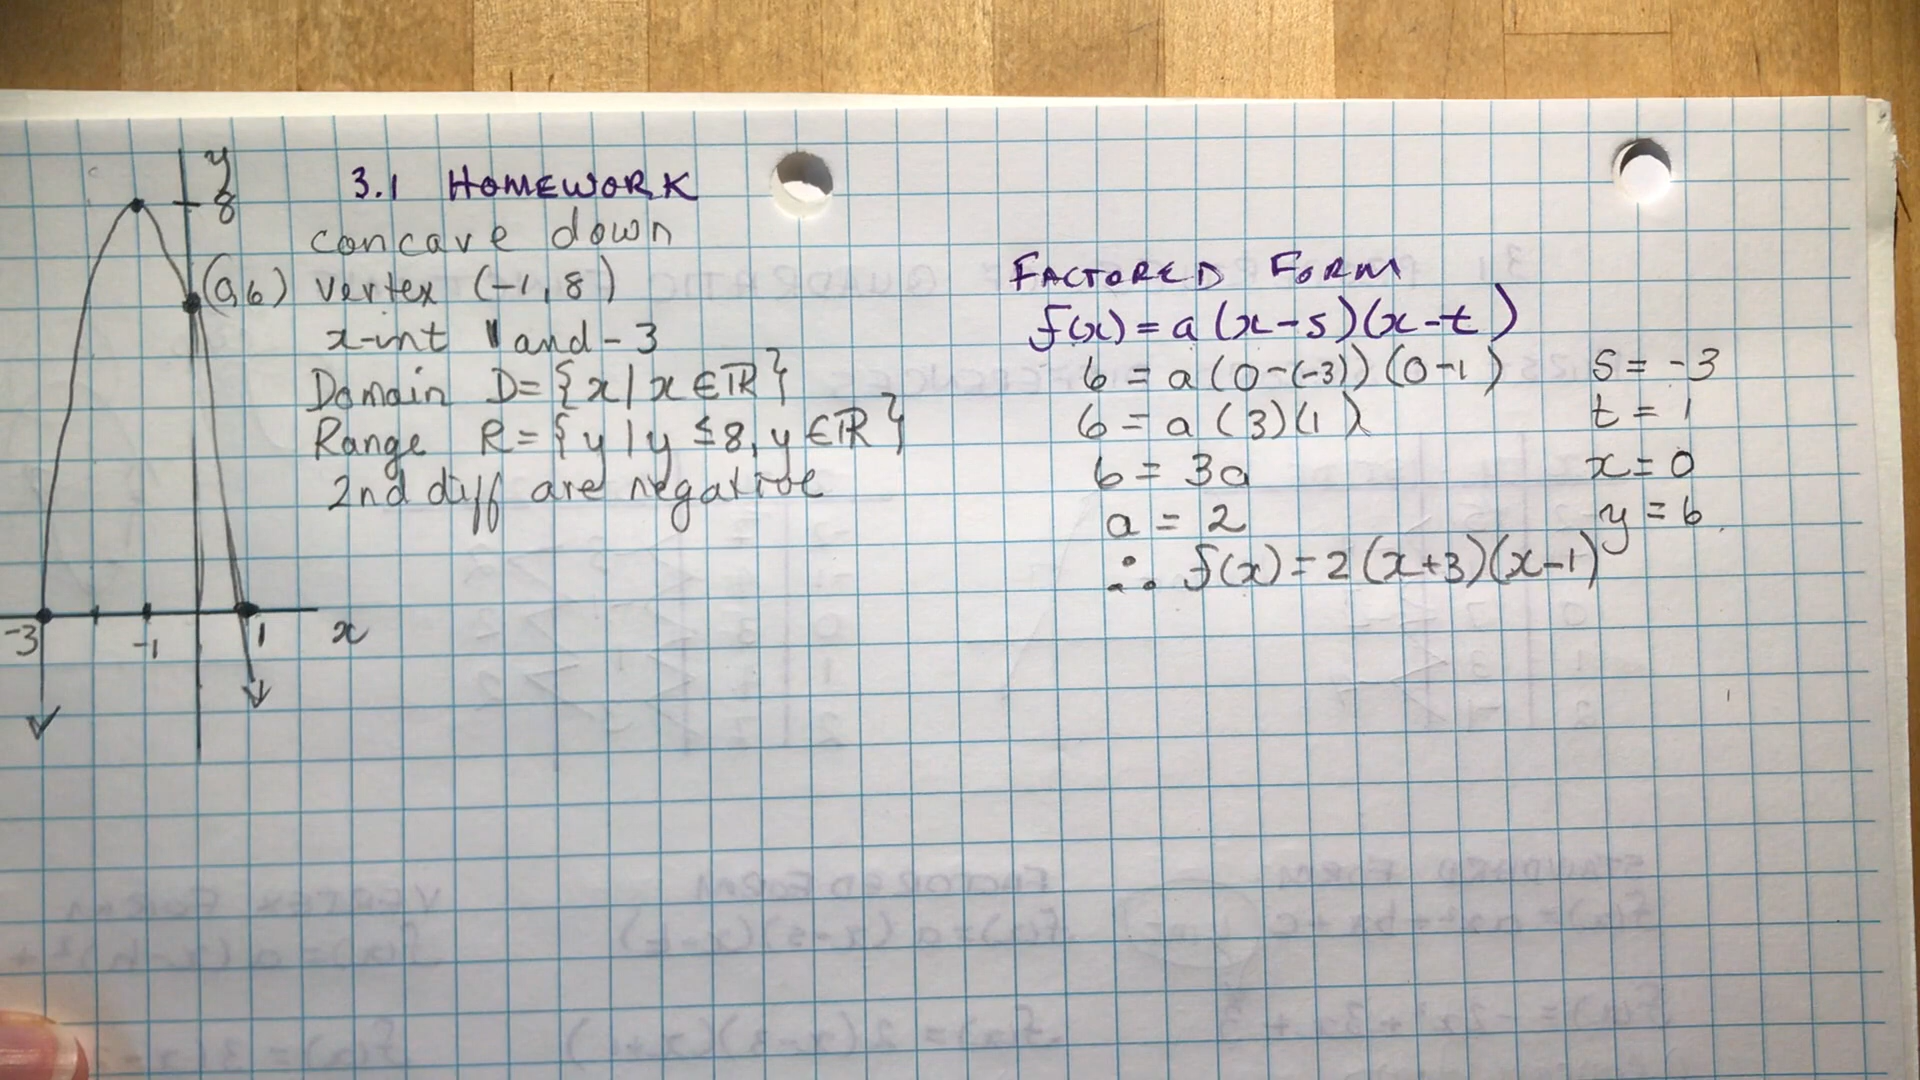 y
8
3.1 HOMEWORK
concave down
(0,6) vertex (-1, 8)
x-int 1 and -3
Domain D = {x | x ∈ ℝ}
Range R = {y | y ≤ 8, y ∈ ℝ}
2nd diff are negative
-3 -1 1 x
FACTORED FORM
f(x) = a(x-s)(x-t)
6 = a(0-(-3))(0-1)
6 = a(3)(1)
6 = 3a
a = 2
∴ f(x) = 2(x+3)(x-1)
s = -3
t = 1
x = 0
y = 6